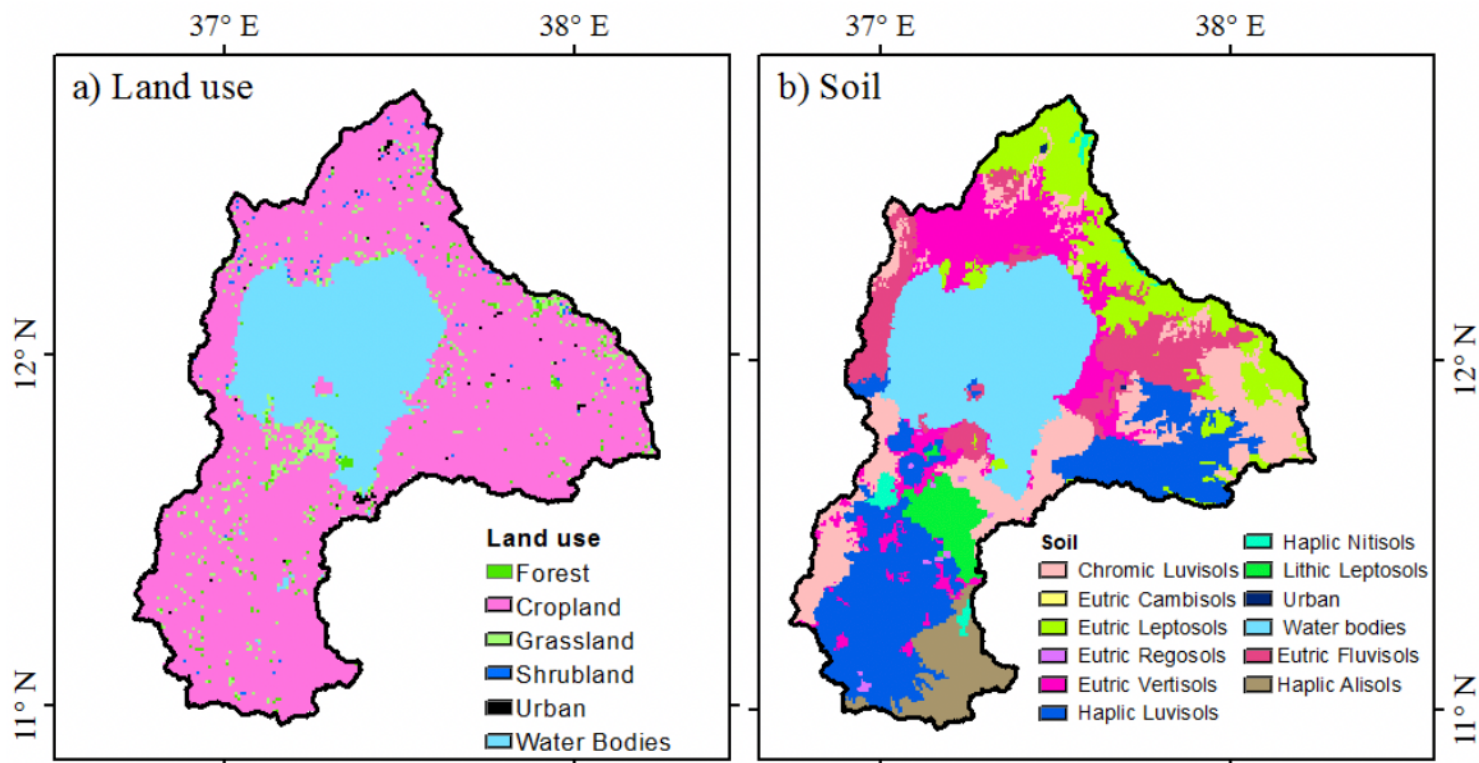 37° E
38° E
37° E
38° E
a) Land use
b) Soil
12° N
12° N
11° N
11° N
Land use
Forest
Cropland
Grassland
Shrubland
Urban
Water Bodies
Soil
Chromic Luvisols
Eutric Cambisols
Eutric Leptosols
Eutric Regosols
Eutric Vertisols
Haplic Luvisols
Haplic Nitisols
Lithic Leptosols
Urban
Water bodies
Eutric Fluvisols
Haplic Alisols